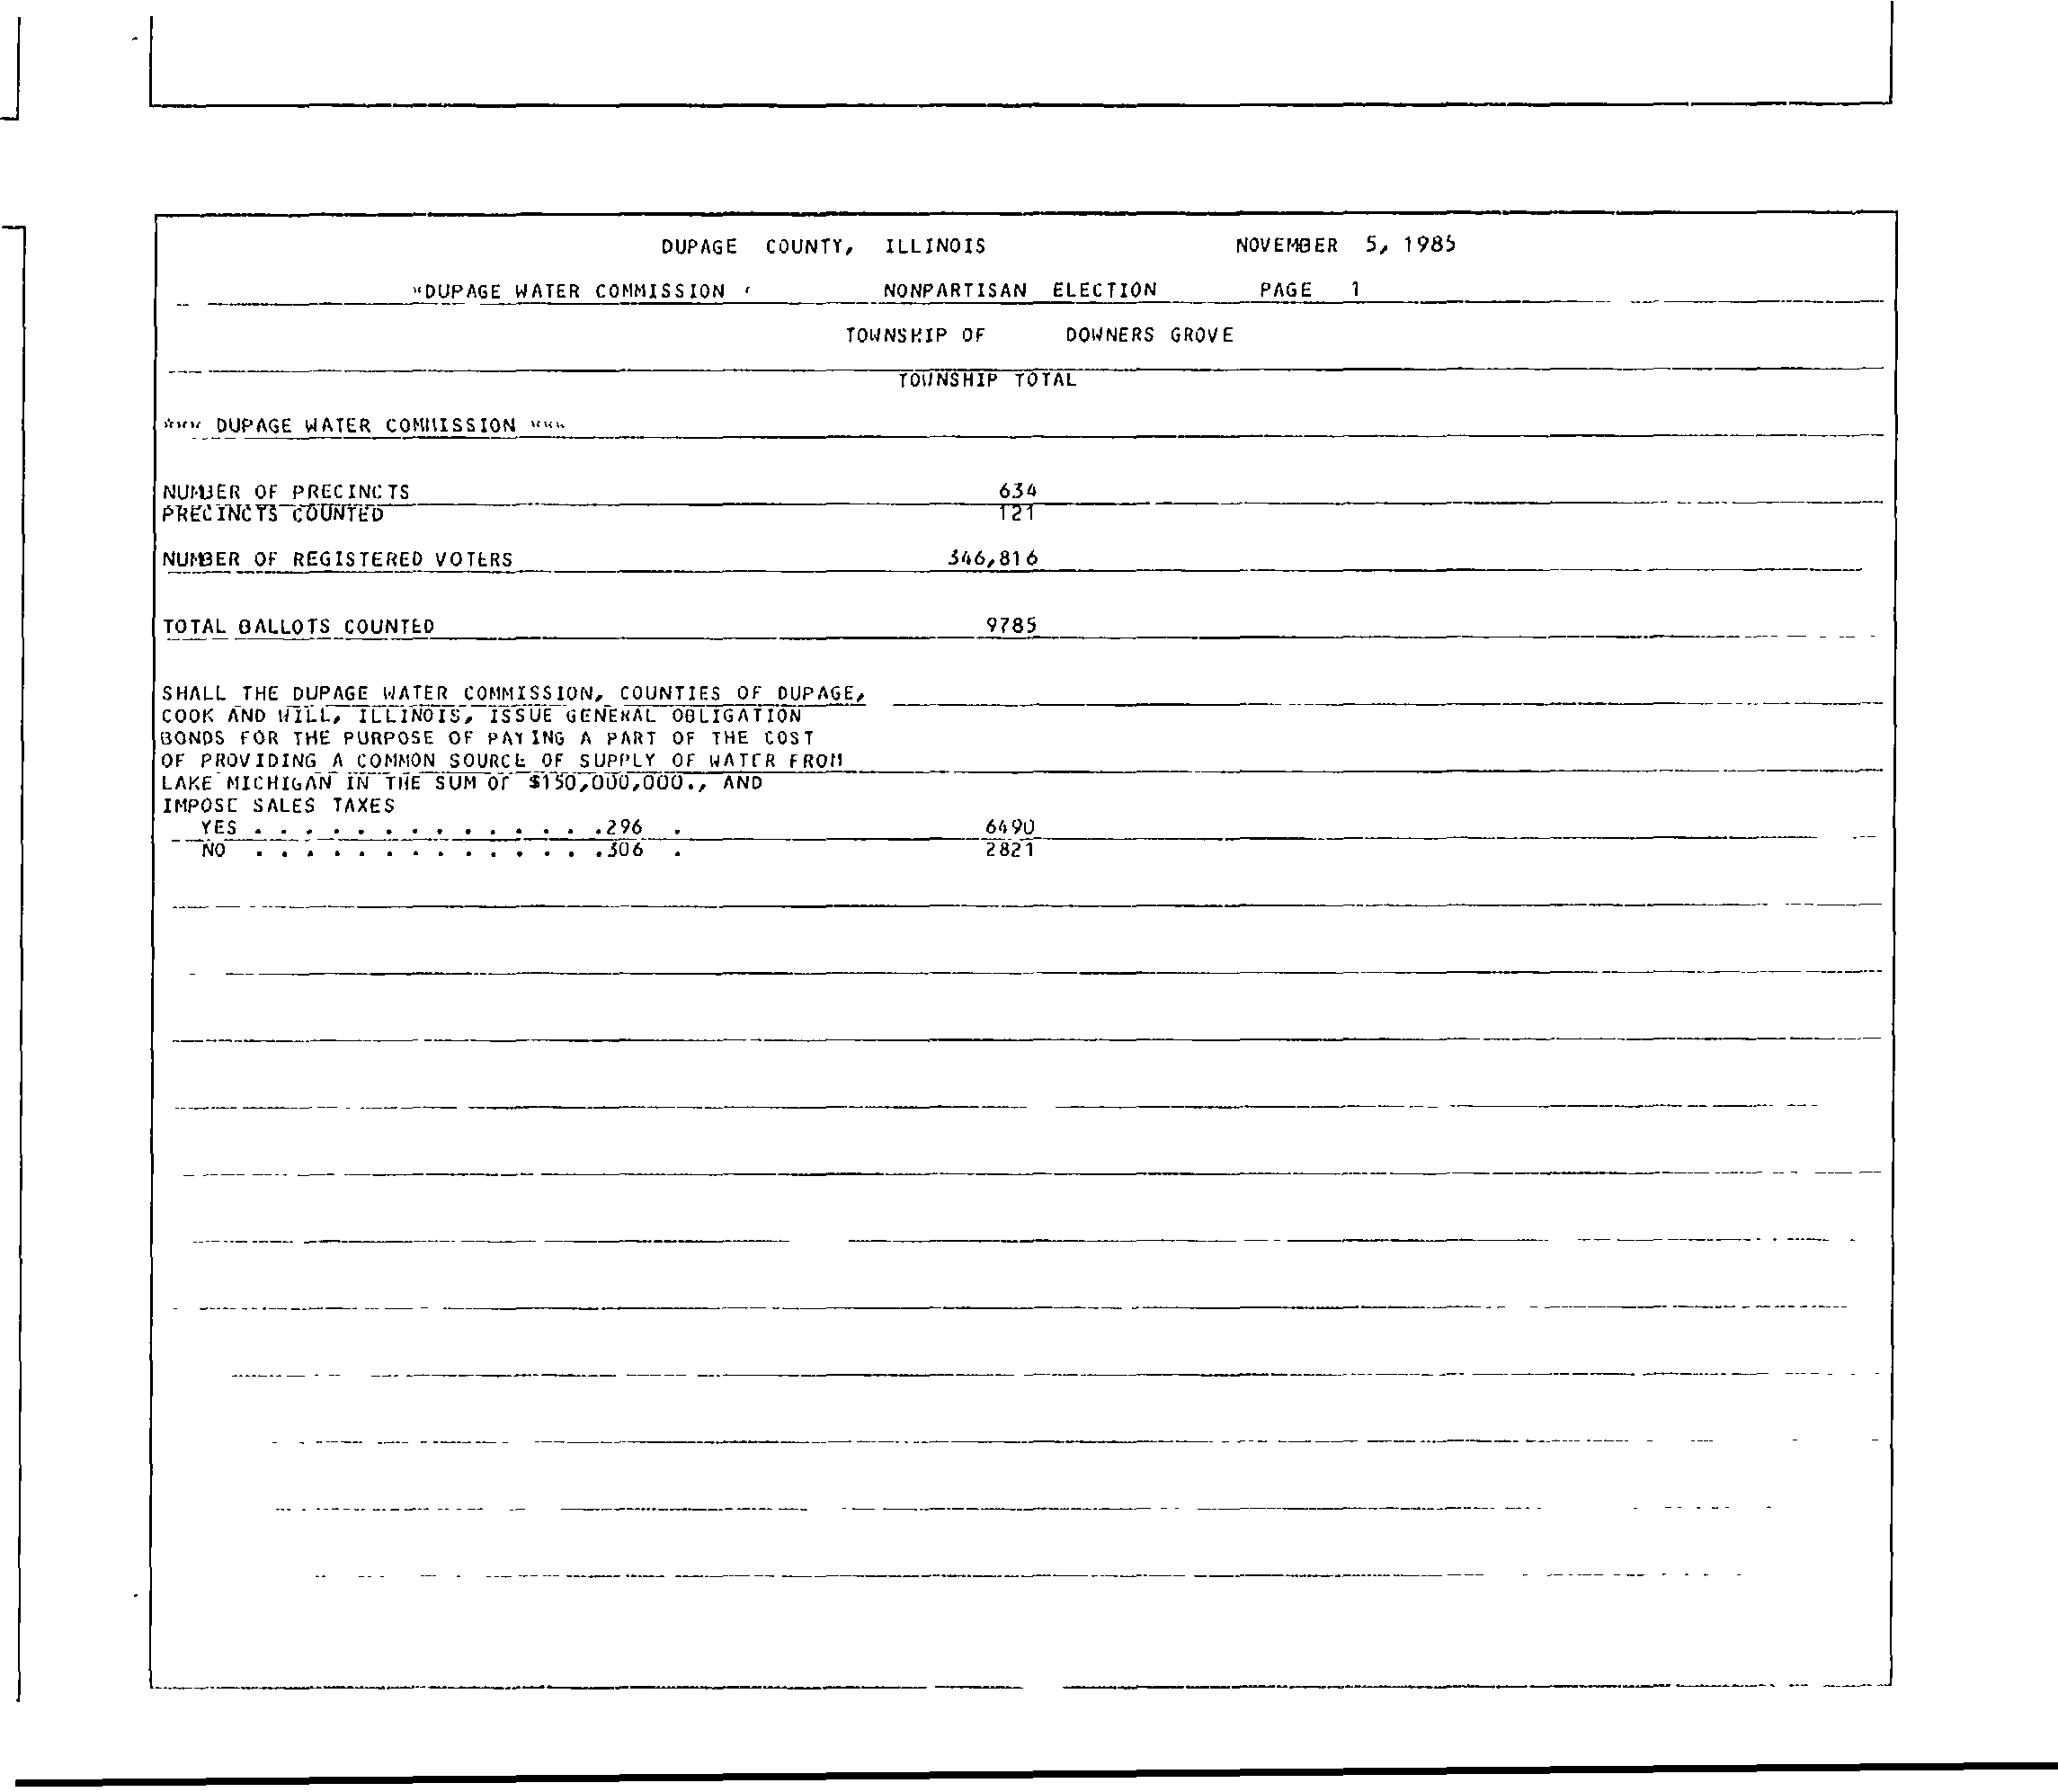 DUPAGE COUNTY, ILLINOIS NOVEMBER 5, 1985
"DUPAGE WATER COMMISSION " NONPARTISAN ELECTION PAGE 1
TOWNSHIP OF DOWNERS GROVE
TOWNSHIP TOTAL
*** DUPAGE WATER COMMISSION ***
NUMBER OF PRECINCTS 634
PRECINCTS COUNTED 121
NUMBER OF REGISTERED VOTERS 346,816
TOTAL BALLOTS COUNTED 9785
SHALL THE DUPAGE WATER COMMISSION, COUNTIES OF DUPAGE,
COOK AND WILL, ILLINOIS, ISSUE GENERAL OBLIGATION
BONDS FOR THE PURPOSE OF PAYING A PART OF THE COST
OF PROVIDING A COMMON SOURCE OF SUPPLY OF WATER FROM
LAKE MICHIGAN IN THE SUM OF $150,000,000., AND
IMPOSE SALES TAXES
YES . . . . . . . . . . . . . .296 . 6490
NO . . . . . . . . . . . . . .306 . 2821